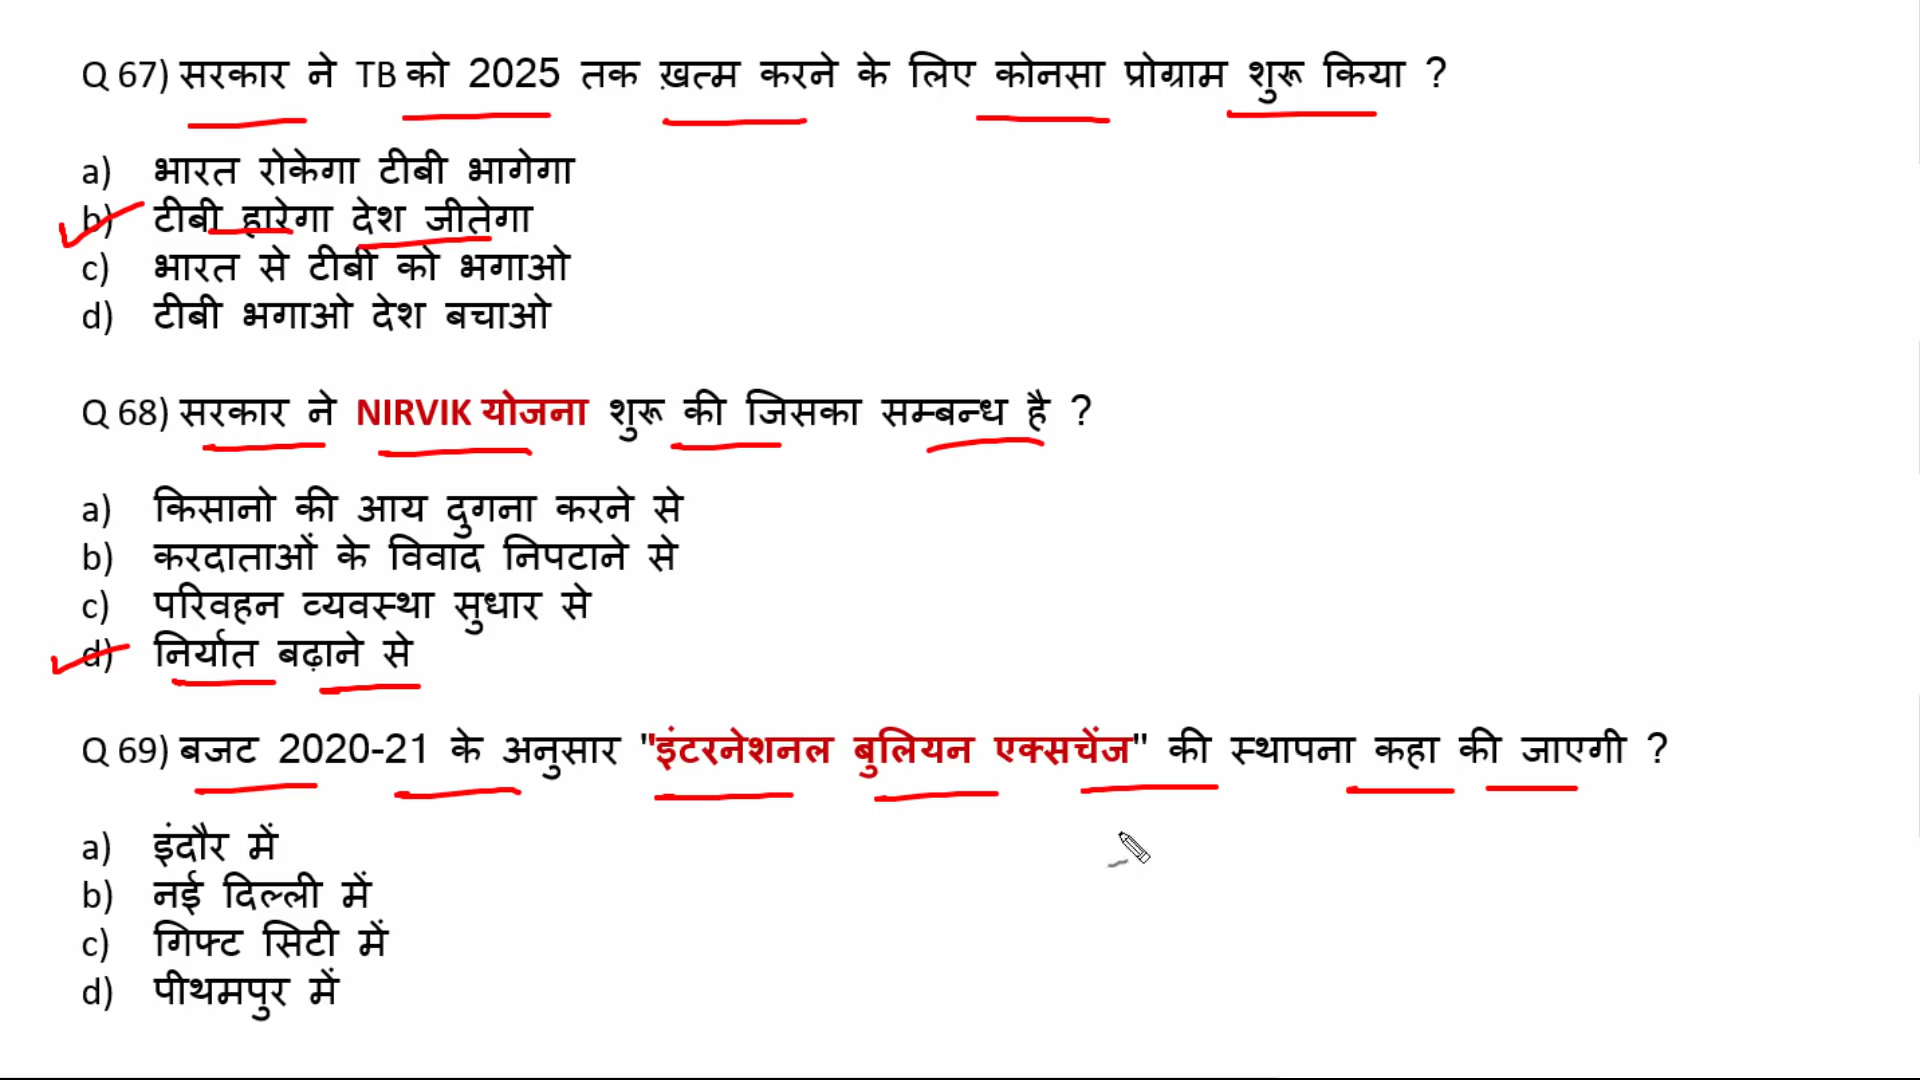 Q 67) सरकार ने TB को 2025 तक ख़त्म करने के लिए कोनसा प्रोग्राम शुरू किया ?
a) भारत रोकेगा टीबी भागेगा
b) टीबी हारेगा देश जीतेगा
c) भारत से टीबी को भगाओ
d) टीबी भगाओ देश बचाओ
Q 68) सरकार ने NIRVIK योजना शुरू की जिसका सम्बन्ध है ?
a) किसानो की आय दुगना करने से
b) करदाताओं के विवाद निपटाने से
c) परिवहन व्यवस्था सुधार से
d) निर्यात बढ़ाने से
Q 69) बजट 2020-21 के अनुसार "इंटरनेशनल बुलियन एक्सचेंज" की स्थापना कहा की जाएगी ?
a) इंदौर में
b) नई दिल्ली में
c) गिफ्ट सिटी में
d) पीथमपुर में